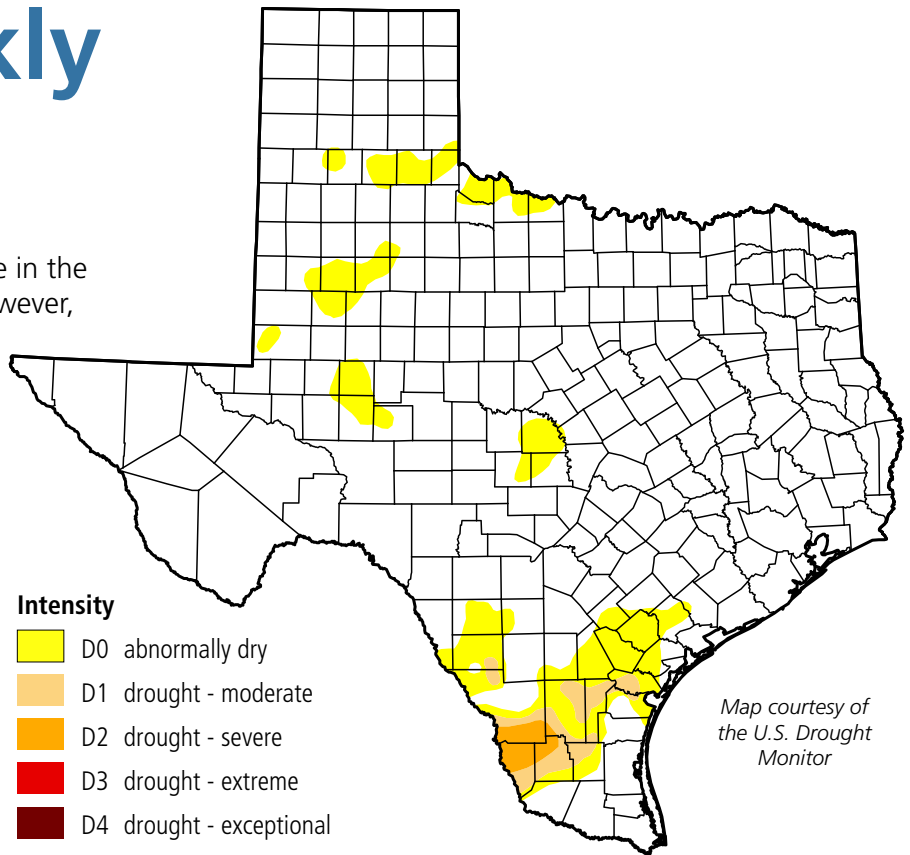 kly
e in the
owever,
Intensity
D0 abnormally dry
D1 drought - moderate
D2 drought - severe
D3 drought - extreme
D4 drought - exceptional
Map courtesy of
the U.S. Drought
Monitor